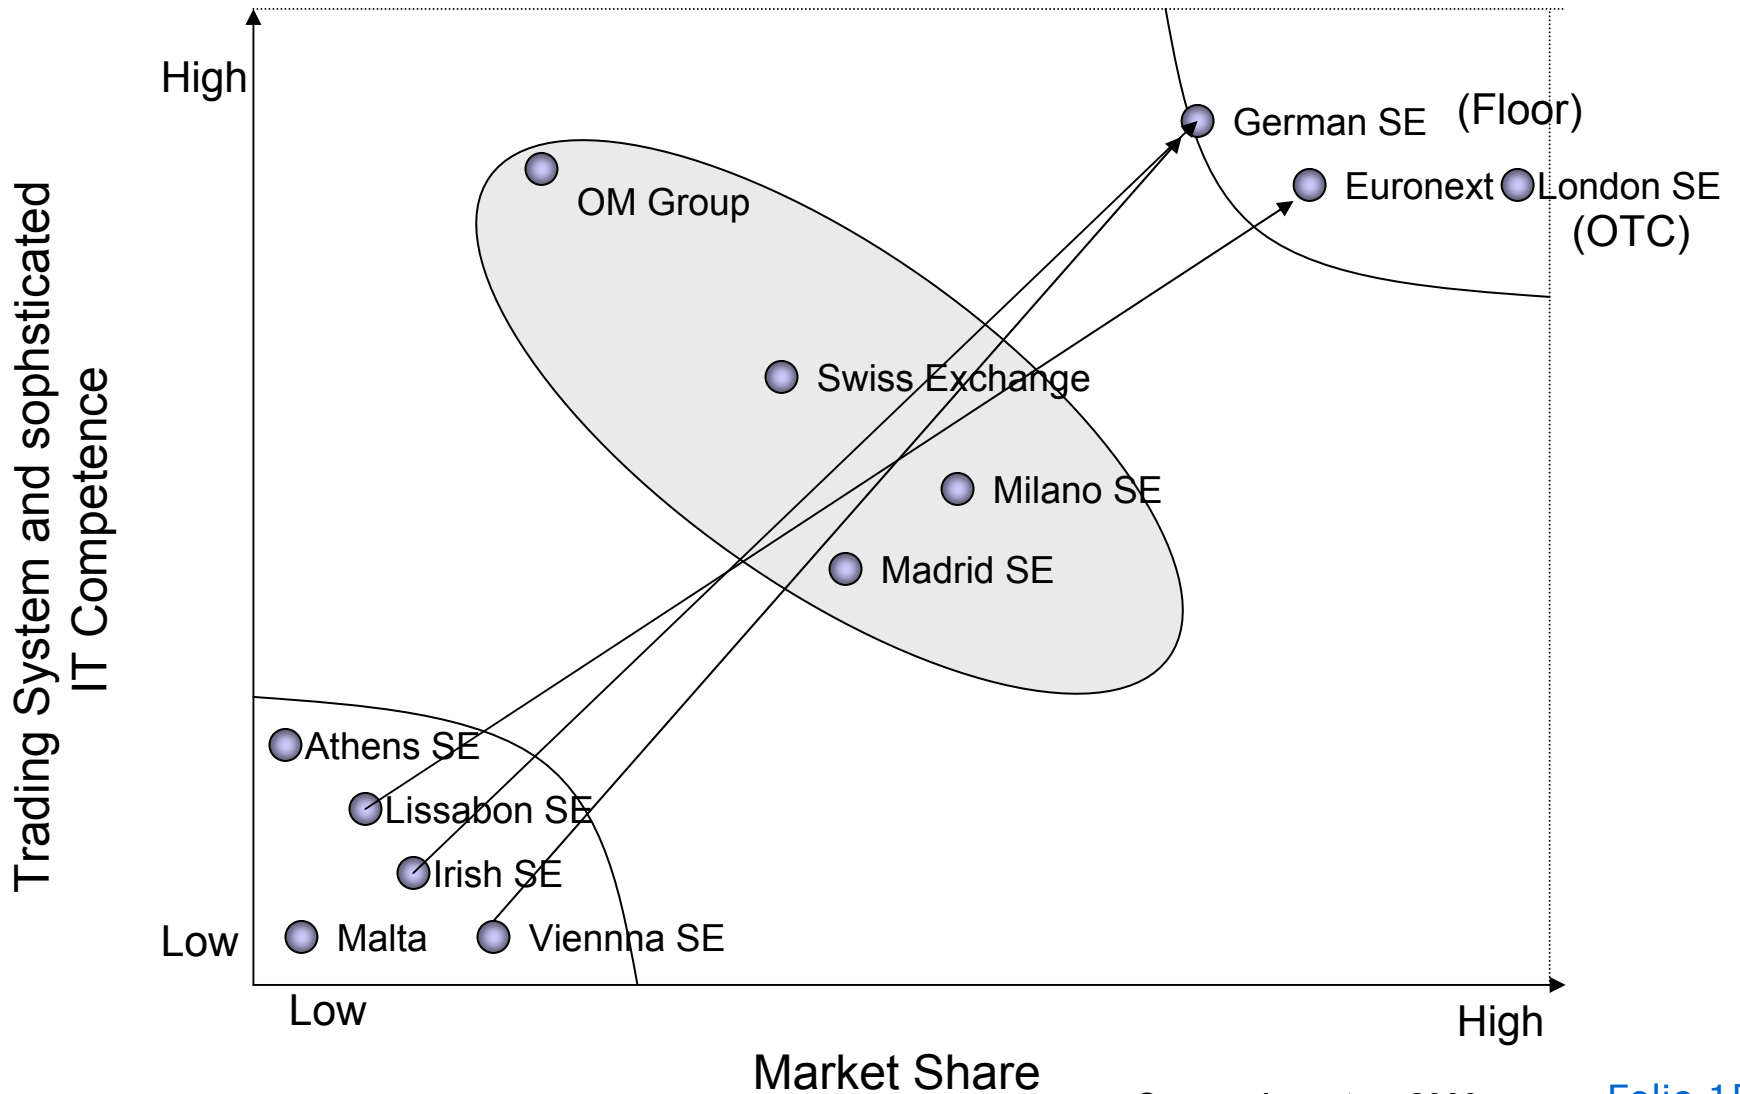 High
German SE (Floor)
Euronext
London SE
(OTC)
OM Group
Swiss Exchange
Milano SE
Madrid SE
Trading System and sophsticated
IT Competence
Athens SE
Lissabon SE
Irish SE
Malta
Viennna SE
Low
Low
High
Market Share